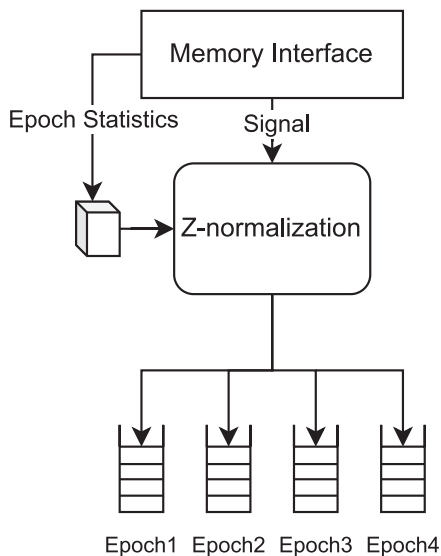 Memory Interface
Epoch Statistics
Signal
Z-normalization
Epoch1
Epoch2
Epoch3
Epoch4